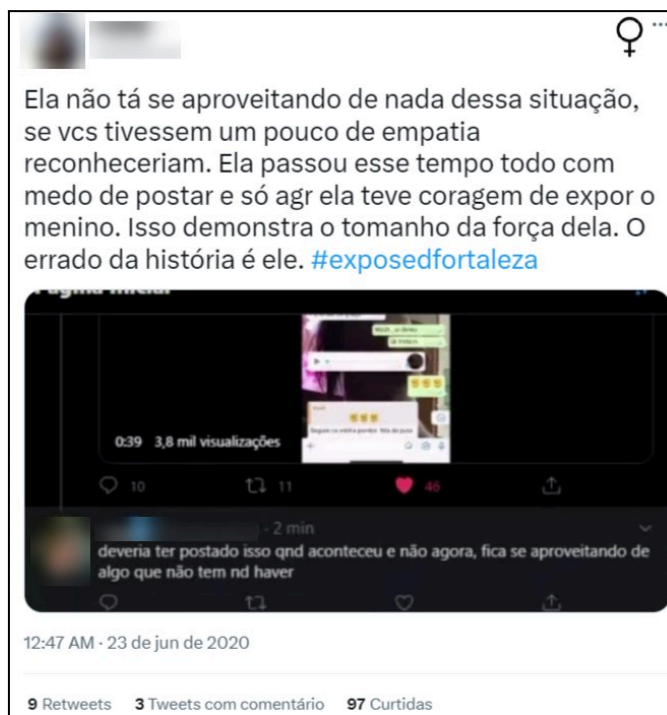 Ela não tá se aproveitando de nada dessa situação,
se vcs tivessem um pouco de empatia
reconheceriam. Ela passou esse tempo todo com
medo de postar e só agr ela teve coragem de expor o
menino. Isso demonstra o tomanho da força dela. O
errado da história é ele. #exposedfortaleza
Página Inicial
0:39 3,8 mil visualizações
10 11 46
· 2 min
deveria ter postado isso qnd aconteceu e não agora, fica se aproveitando de
algo que não tem nd haver
12:47 AM · 23 de jun de 2020
9 Retweets 3 Tweets com comentário 97 Curtidas